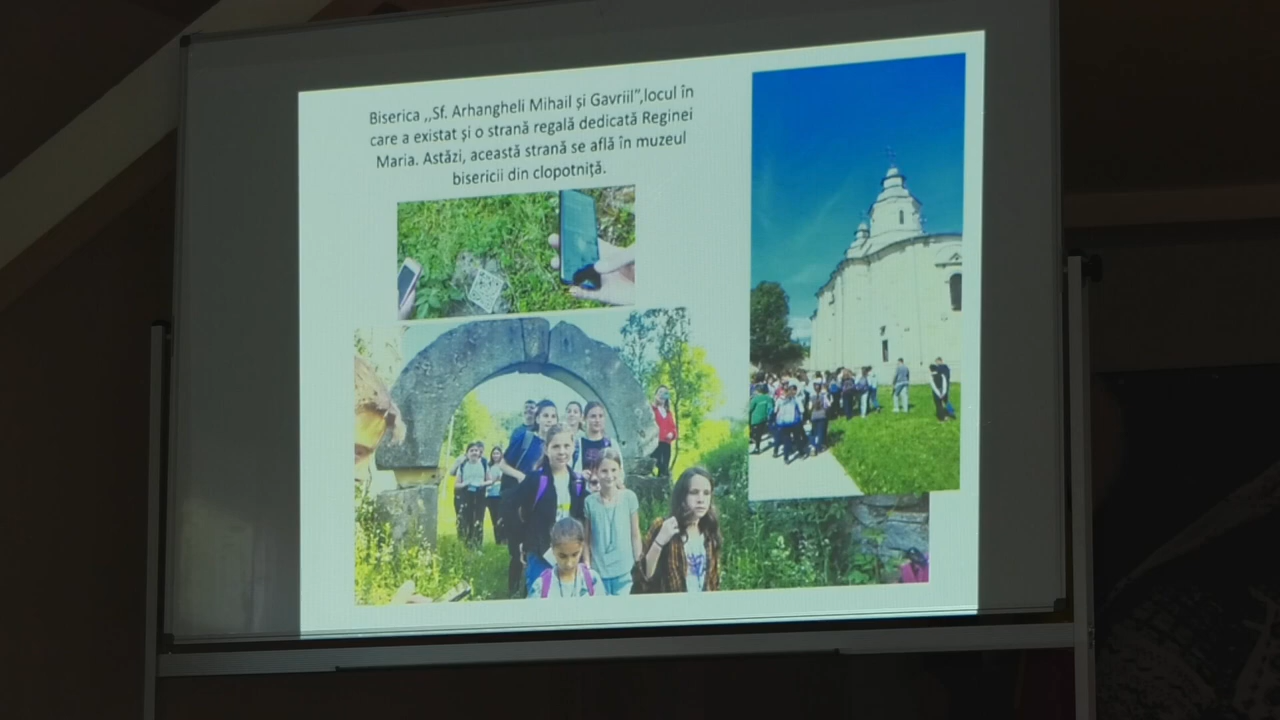 Biserica ,,Sf. Arhangheli Mihail și Gavriil”,locul în
care a existat și o strană regală dedicată Reginei
Maria. Astăzi, această strană se află în muzeul
bisericii din clopotniță.